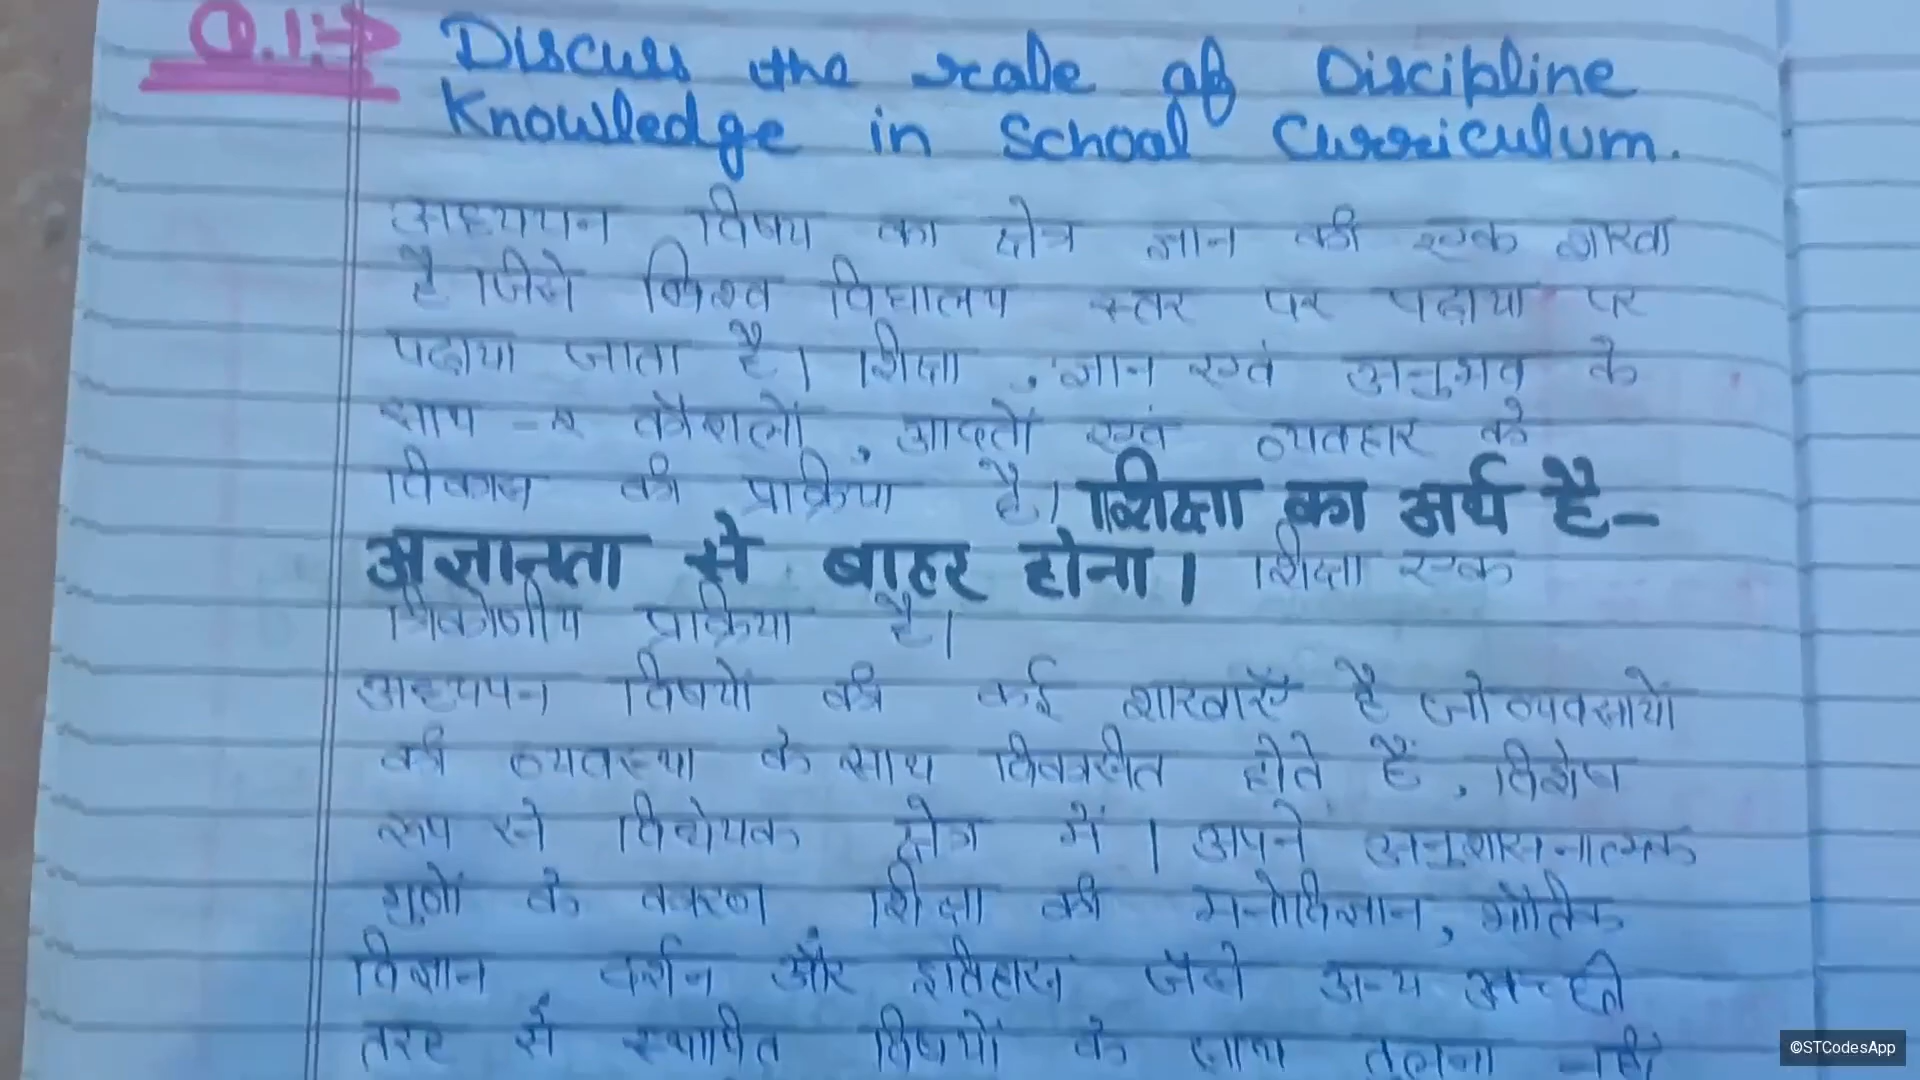 Q.1:→ Discuss the role of Discipline
Knowledge in School Curriculum.
अध्ययन विषय का क्षेत्र ज्ञान की एक शाखा
है जिसे विश्व विद्यालय स्तर पर पढ़ाया पर
पढ़ाया जाता है। शिक्षा, ज्ञान एवं अनुभव के
साथ -२ कौशलों, आदतों एवं व्यवहार के
विकास की प्रक्रिया है। शिक्षा का अर्थ है-
अज्ञानता से बाहर होना। शिक्षा एक
त्रिकोणीय प्रक्रिया है।
अध्ययन विषयों की कई शाखाएँ है जो व्यवसायों
की व्यवस्था के साथ विकसीत होते हैं, विशेष
रूप से विधेयक क्षेत्र में। अपने अनुशासनात्मक
गुणों के कारण शिक्षा की मनोविज्ञान, भौतिक
विज्ञान, दर्शन और इतिहास जैसे अन्य अच्छी
तरह से स्थापित विषयों के साथ तुलना नहीं
©STCodesApp